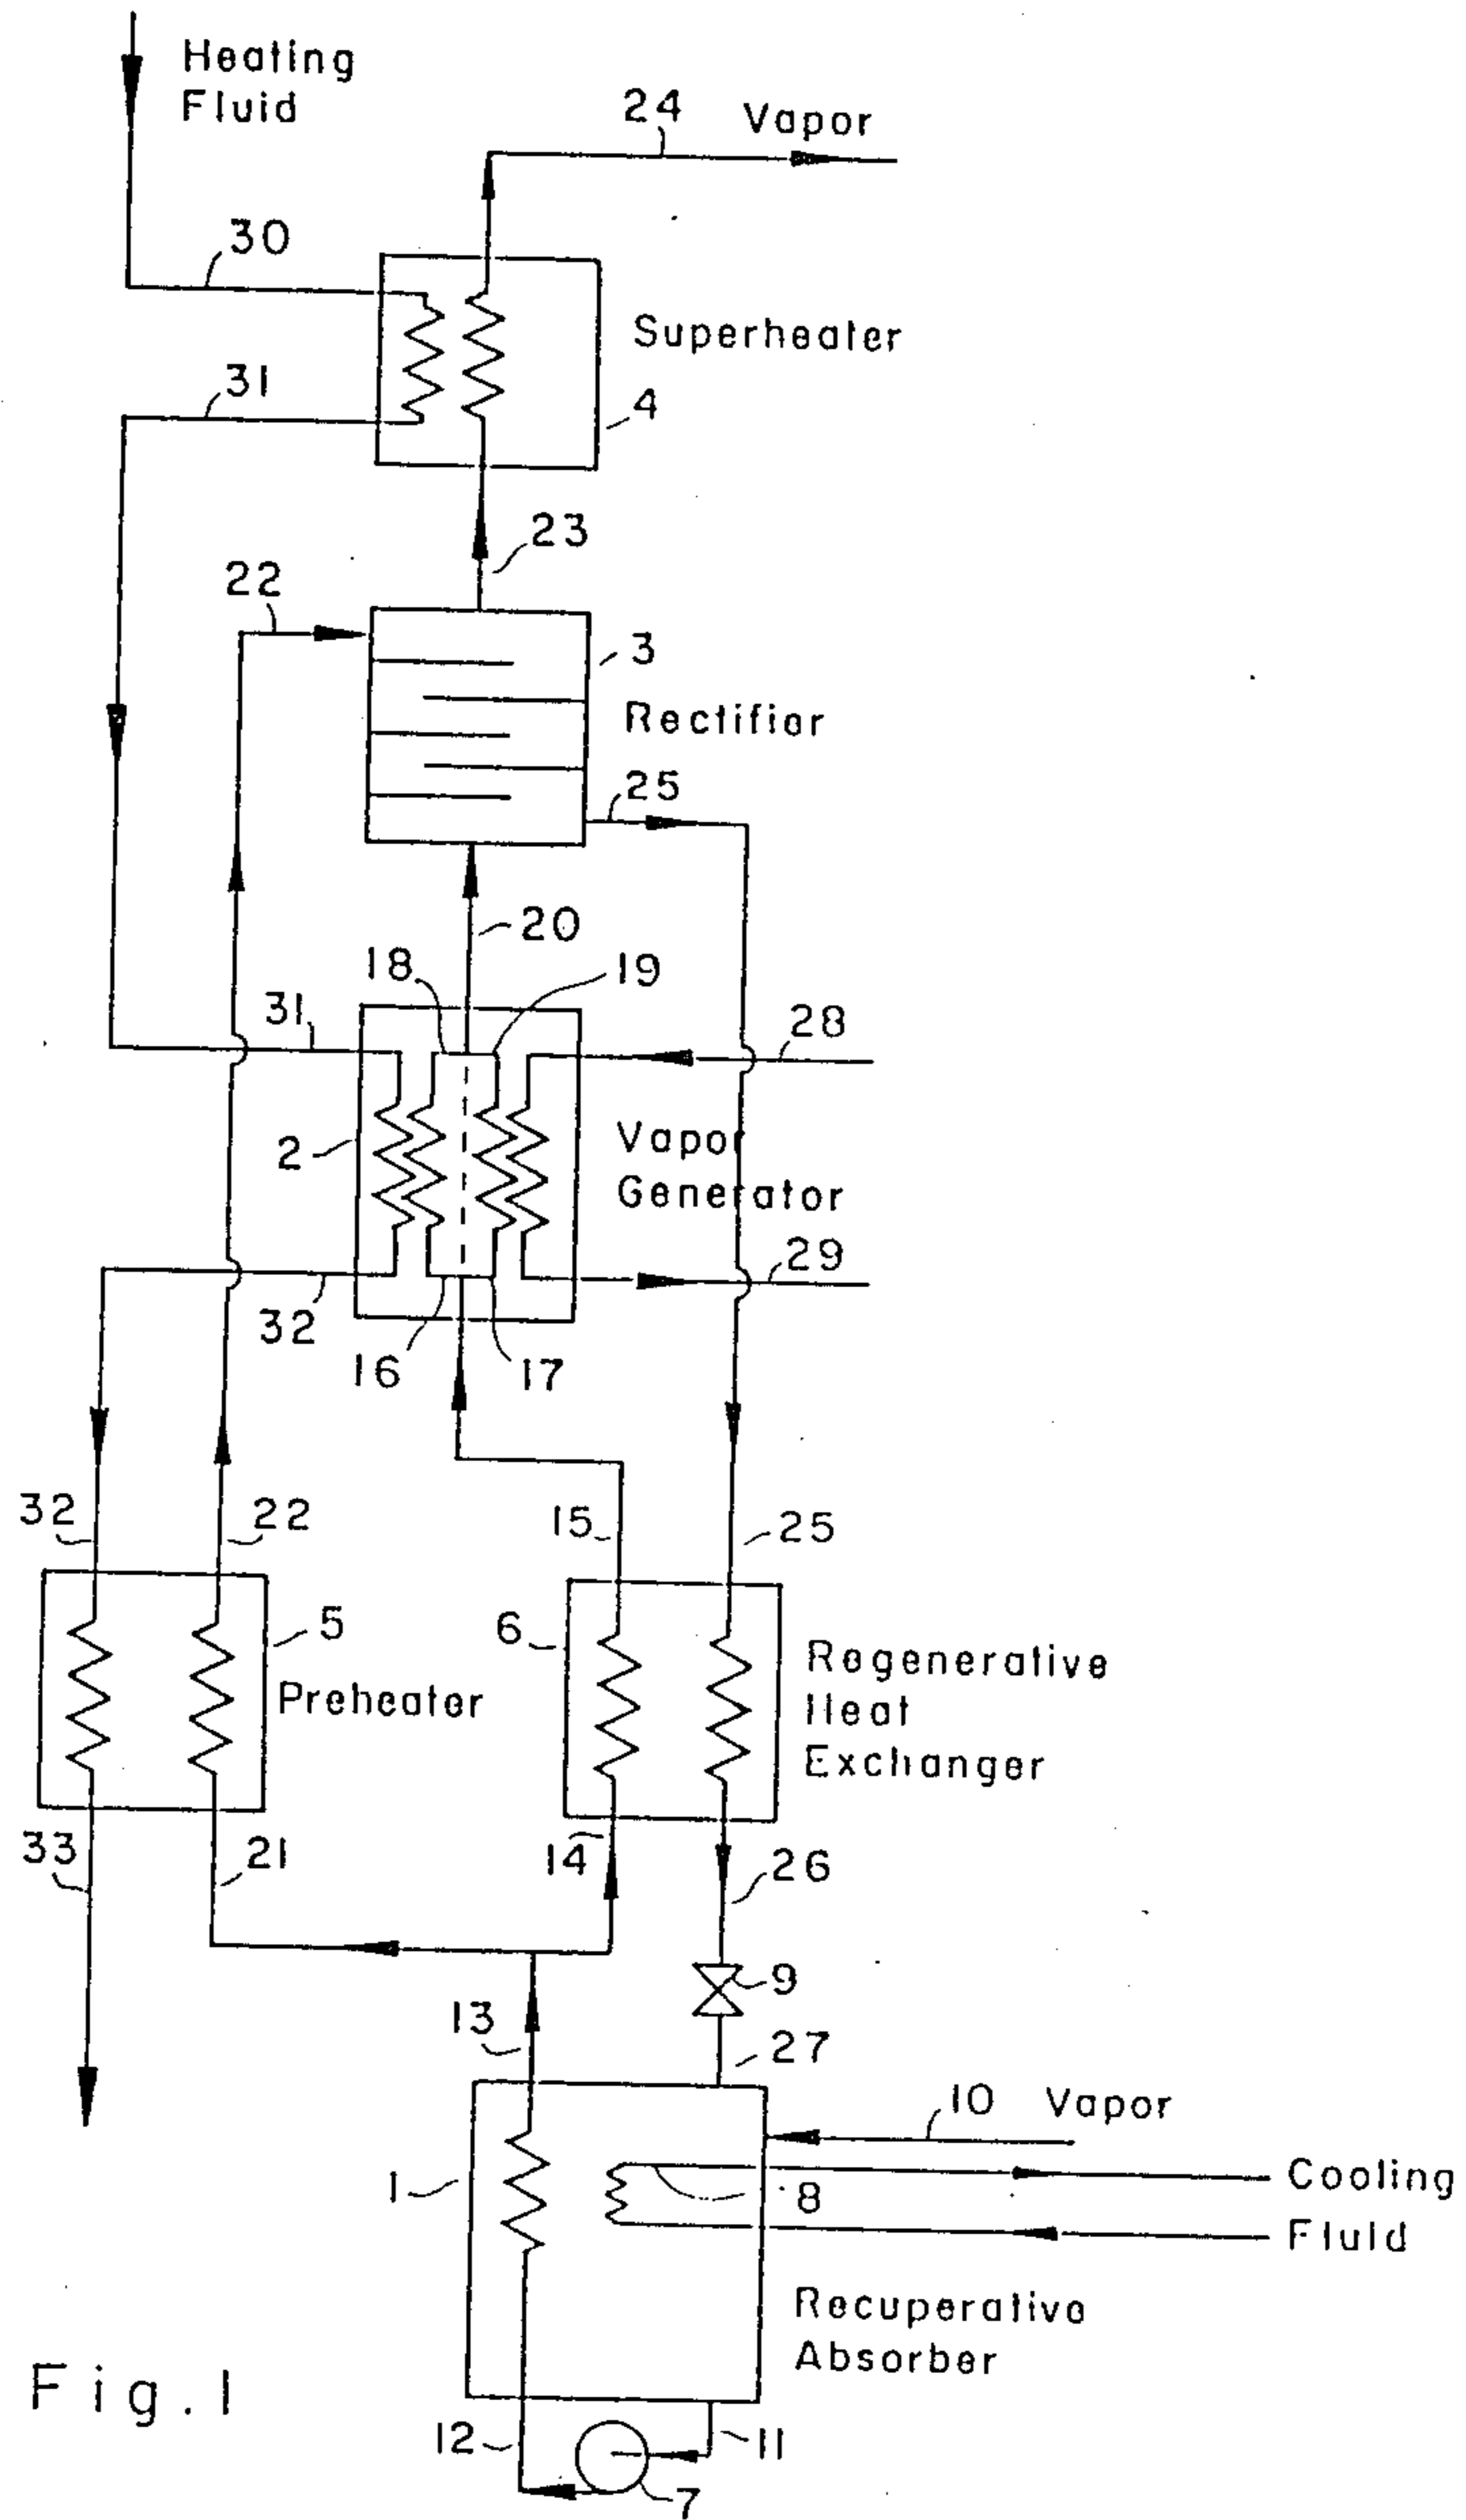 Heating
Fluid
24 Vapor
30
Superheater
31
4
23
22
3
Rectifier
25
20
18 19
31
28
2
Vapor
Generator
29
32
16 17
32
22
15
25
5
6
Preheater
Regenerative
Heat
Exchanger
33
21
14
26
9
13
27
10 Vapor
1
8
Cooling
Fluid
Recuperative
Absorber
Fig.1
12
11
7